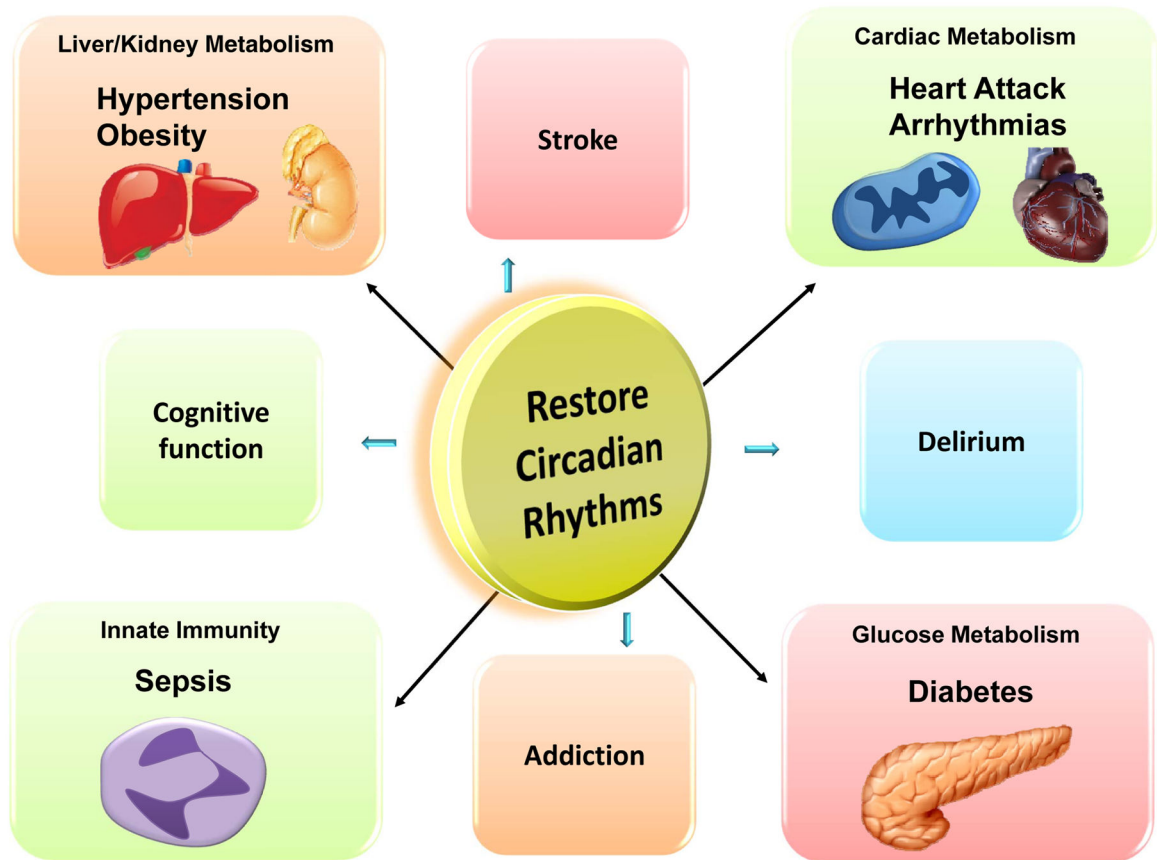 Liver/Kidney Metabolism
Hypertension
Obesity
Stroke
Cardiac Metabolism
Heart Attack
Arrhythmias
Cognitive
function
Restore
Circadian
Rhythms
Delirium
Innate Immunity
Sepsis
Addiction
Glucose Metabolism
Diabetes